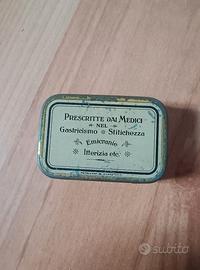 PRESCRITTE DAI MEDICI
NEL
Gastricismo Stitichezza
Emicranie
Itterizia etc.
subito